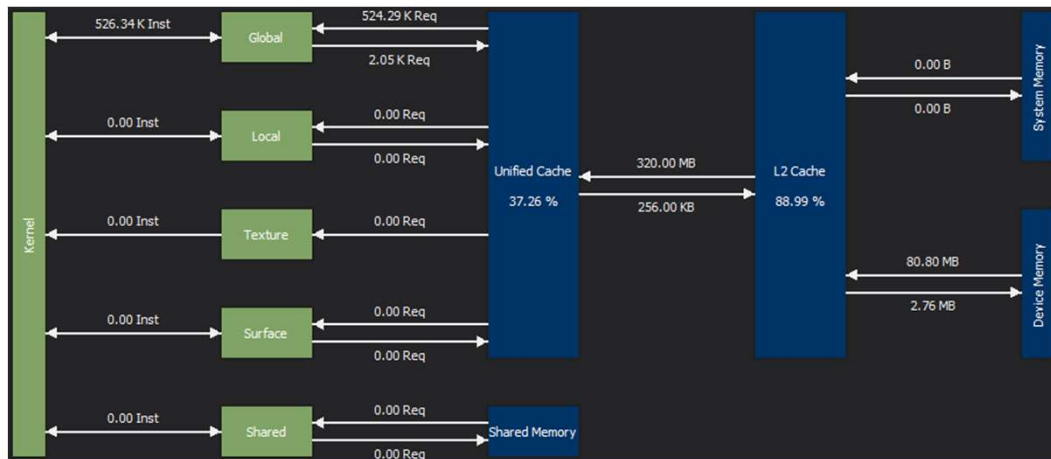 Kernel
526.34 K Inst
Global
524.29 K Req
2.05 K Req
0.00 Inst
Local
0.00 Req
0.00 Req
0.00 Inst
Texture
0.00 Req
0.00 Inst
Surface
0.00 Req
0.00 Req
0.00 Inst
Shared
0.00 Req
0.00 Req
Unified Cache
37.26 %
Shared Memory
320.00 MB
256.00 KB
L2 Cache
88.99 %
0.00 B
0.00 B
System Memory
80.80 MB
2.76 MB
Device Memory